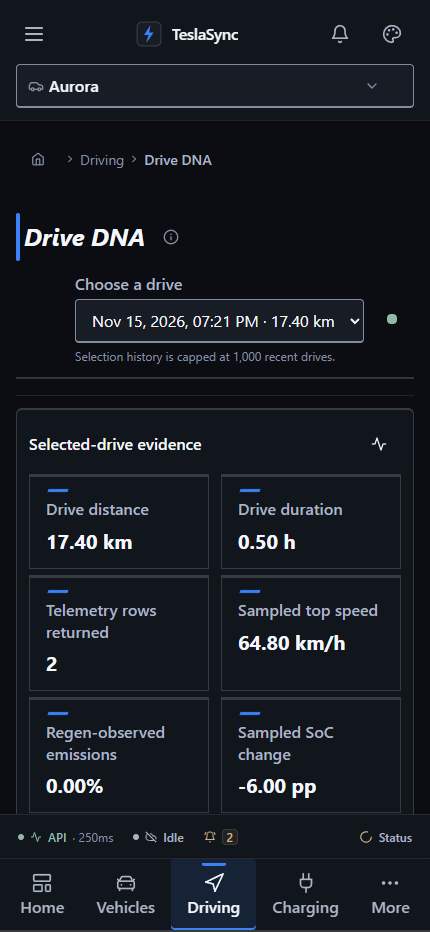 TeslaSync
Aurora
Driving
Drive DNA
Drive DNA
Choose a drive
Nov 15, 2026, 07:21 PM · 17.40 km
Selection history is capped at 1,000 recent drives.
Selected-drive evidence
Drive distance
17.40 km
Drive duration
0.50 h
Telemetry rows
returned
2
Sampled top speed
64.80 km/h
Regen-observed
emissions
0.00%
Sampled SoC
change
-6.00 pp
API · 250ms
Idle
2
Status
Home
Vehicles
Driving
Charging
More